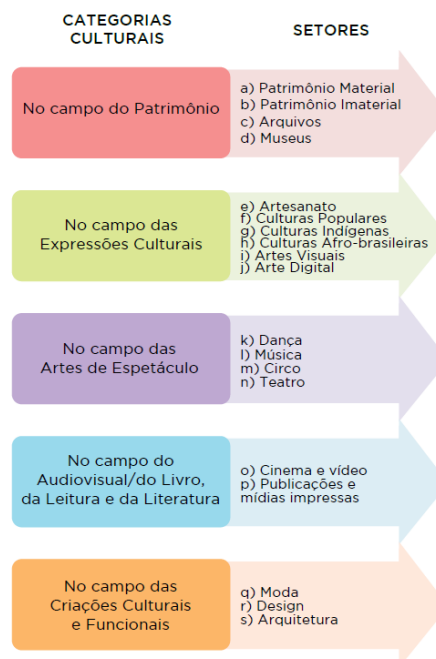 CATEGORIAS
CULTURAIS
SETORES
No campo do Patrimônio
a) Patrimônio Material
b) Patrimônio Imaterial
c) Arquivos
d) Museus
No campo das
Expressões Culturais
e) Artesanato
f) Culturas Populares
g) Culturas Indígenas
h) Culturas Afro-brasileiras
i) Artes Visuais
j) Arte Digital
No campo das
Artes de Espetáculo
k) Dança
l) Música
m) Circo
n) Teatro
No campo do
Audiovisual/do Livro,
da Leitura e da Literatura
o) Cinema e vídeo
p) Publicações e
mídias impressas
No campo das
Criações Culturais
e Funcionais
q) Moda
r) Design
s) Arquitetura